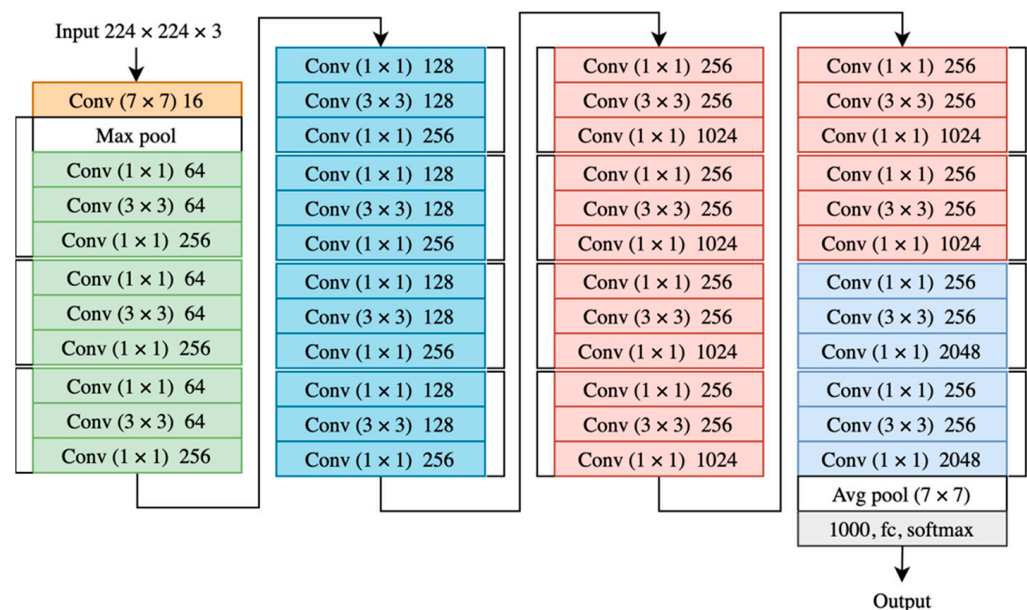 Input 224 × 224 × 3
Conv (7 × 7) 16
Max pool
Conv (1 × 1) 64
Conv (3 × 3) 64
Conv (1 × 1) 256
Conv (1 × 1) 64
Conv (3 × 3) 64
Conv (1 × 1) 256
Conv (1 × 1) 64
Conv (3 × 3) 64
Conv (1 × 1) 256
Conv (1 × 1) 128
Conv (3 × 3) 128
Conv (1 × 1) 256
Conv (1 × 1) 128
Conv (3 × 3) 128
Conv (1 × 1) 256
Conv (1 × 1) 128
Conv (3 × 3) 128
Conv (1 × 1) 256
Conv (1 × 1) 128
Conv (3 × 3) 128
Conv (1 × 1) 256
Conv (1 × 1) 256
Conv (3 × 3) 256
Conv (1 × 1) 1024
Conv (1 × 1) 256
Conv (3 × 3) 256
Conv (1 × 1) 1024
Conv (1 × 1) 256
Conv (3 × 3) 256
Conv (1 × 1) 1024
Conv (1 × 1) 256
Conv (3 × 3) 256
Conv (1 × 1) 1024
Conv (1 × 1) 256
Conv (3 × 3) 256
Conv (1 × 1) 1024
Conv (1 × 1) 256
Conv (3 × 3) 256
Conv (1 × 1) 1024
Conv (1 × 1) 256
Conv (3 × 3) 256
Conv (1 × 1) 2048
Conv (1 × 1) 256
Conv (3 × 3) 256
Conv (1 × 1) 2048
Avg pool (7 × 7)
1000, fc, softmax
Output